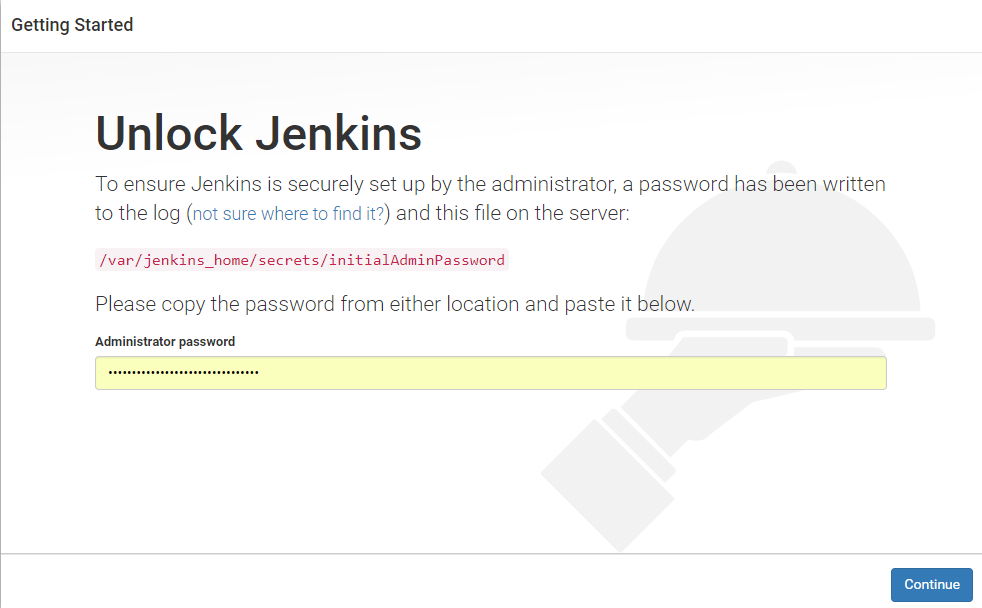 Getting Started
Unlock Jenkins
To ensure Jenkins is securely set up by the administrator, a password has been written
to the log (not sure where to find it?) and this file on the server:
/var/jenkins_home/secrets/initialAdminPassword
Please copy the password from either location and paste it below.
Administrator password
••••••••••••••••••••••••••••••••
Continue